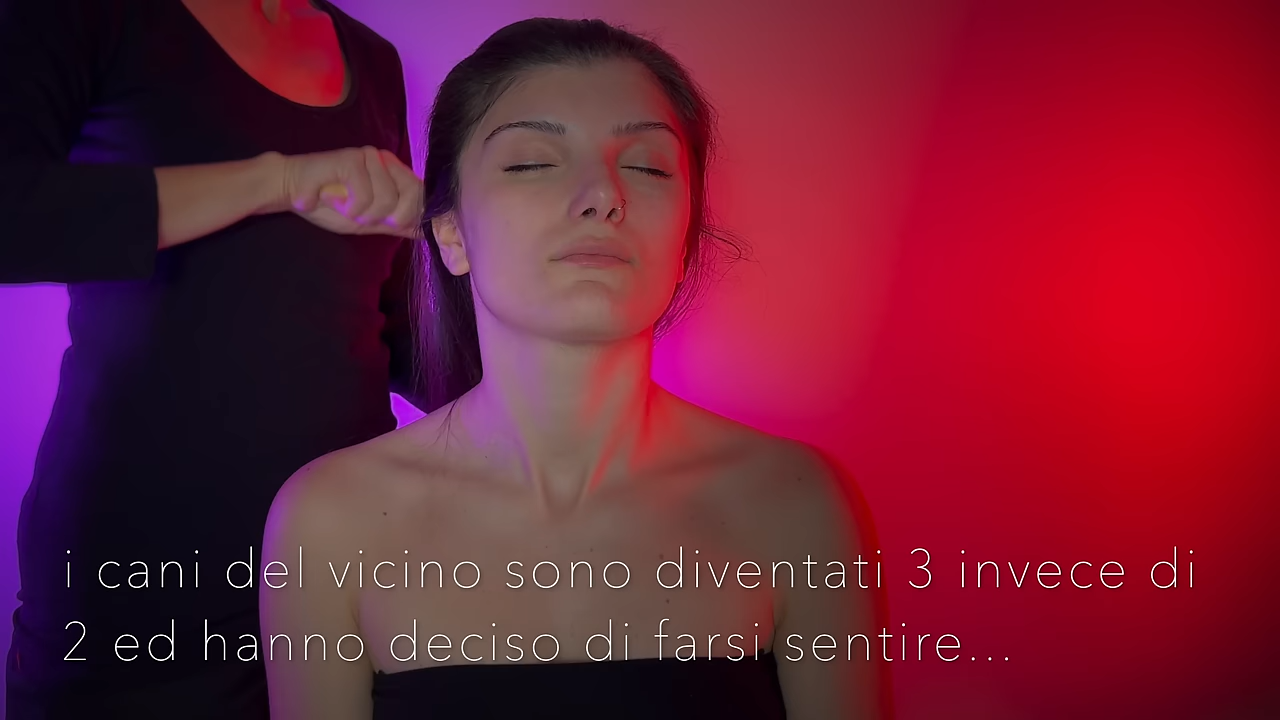 i cani del vicino sono diventati 3 invece di
2 ed hanno deciso di farsi sentire...